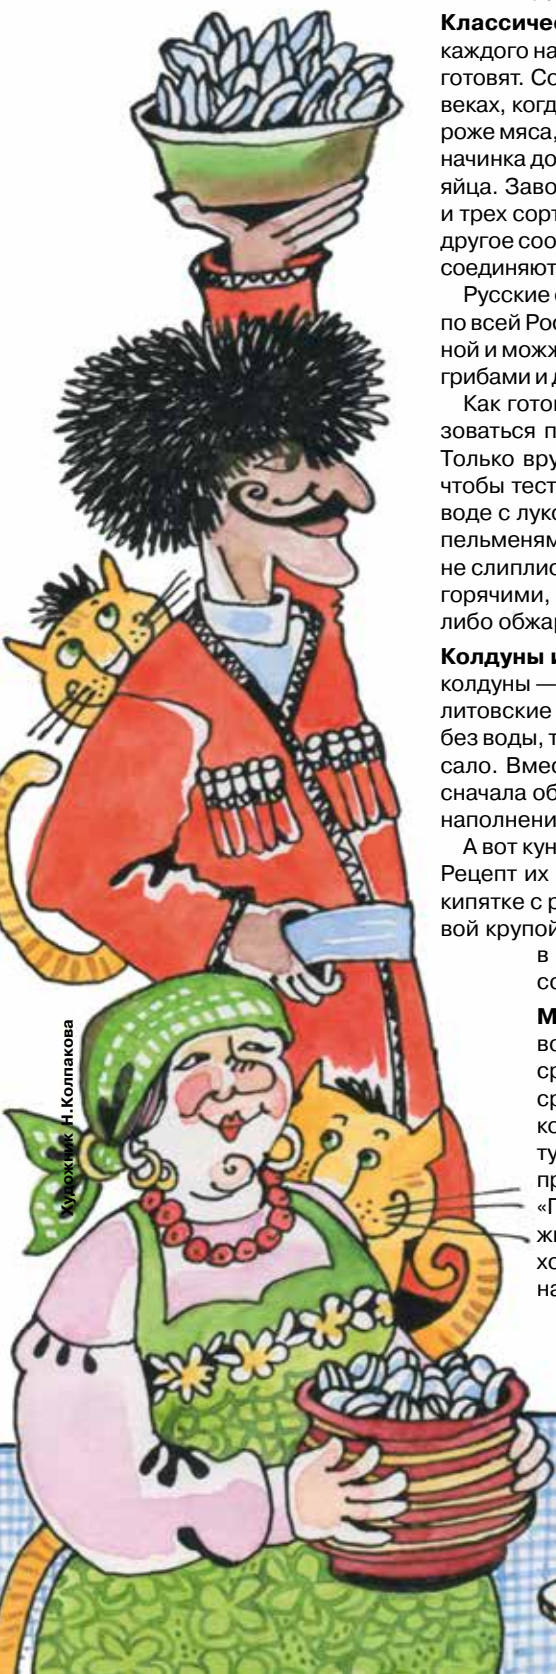 Классичес
каждого на
готовят. Со
веках, когд
роже мяса,
начинка до
яйца. Заво
и трех сорт
другое соо
соединяют
Русские
по всей Рос
ной и можж
грибами и д
Как гото
зоваться п
Только вру
чтобы тест
воде с луко
пельменям
не слиплис
горячими,
либо обжар
Колдуны и
колдуны —
литовские
без воды, т
сало. Вмес
сначала об
наполнени
А вот кун
Рецепт их
кипятке с р
вой крупой
в
со
М
во
ср
ср
ко
ту
пр
«П
жи
хо
на
Художник Н.Колпакова